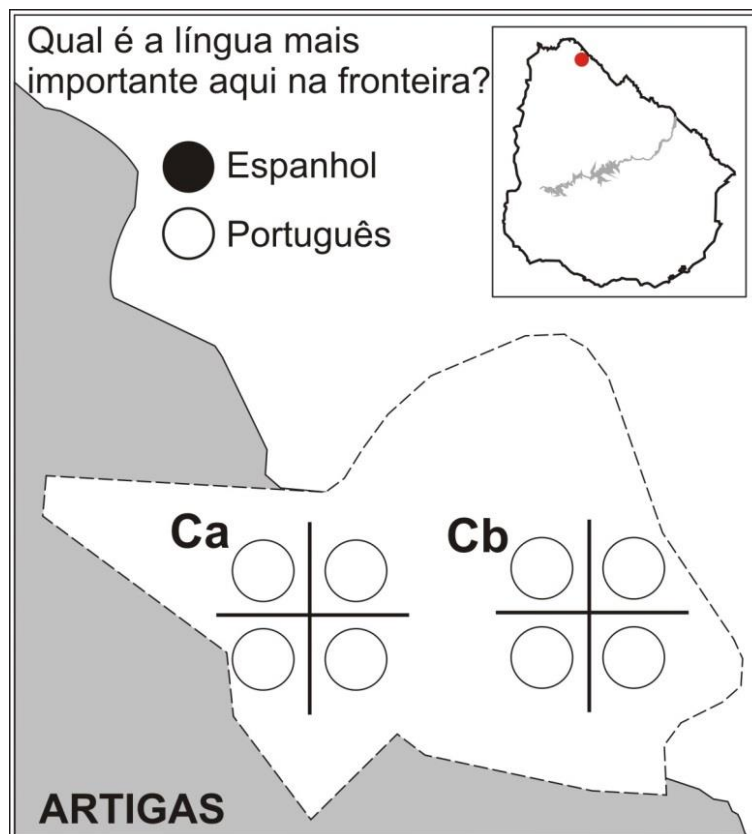 Qual é a língua mais
importante aqui na fronteira?
Espanhol
Português
Ca
Cb
ARTIGAS